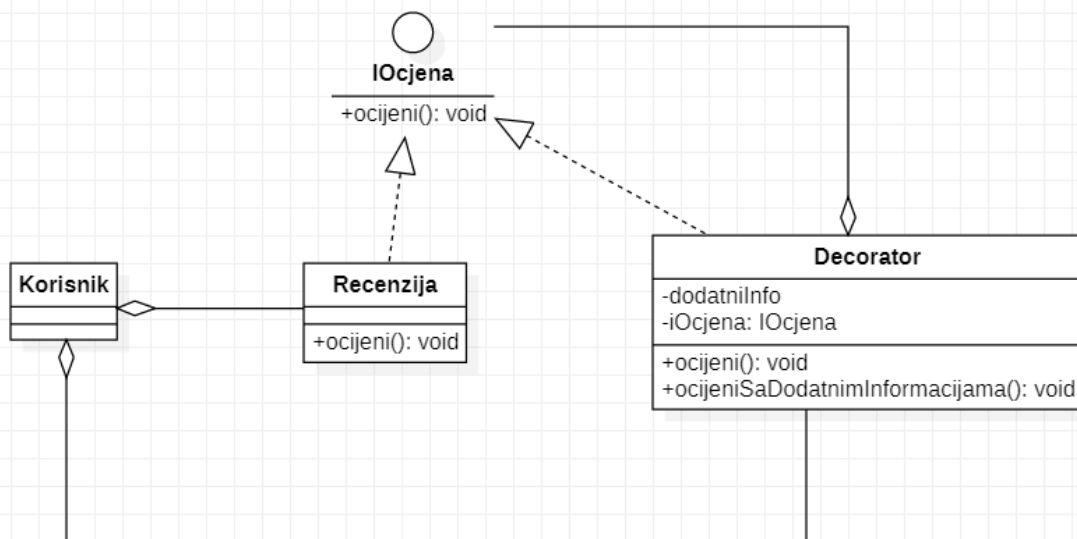 IOcjena
+ocijeni(): void
Korisnik
Recenzija
+ocijeni(): void
Decorator
-dodatniInfo
-iOcjena: IOcjena
+ocijeni(): void
+ocijeniSaDodatnimInformacijama(): void